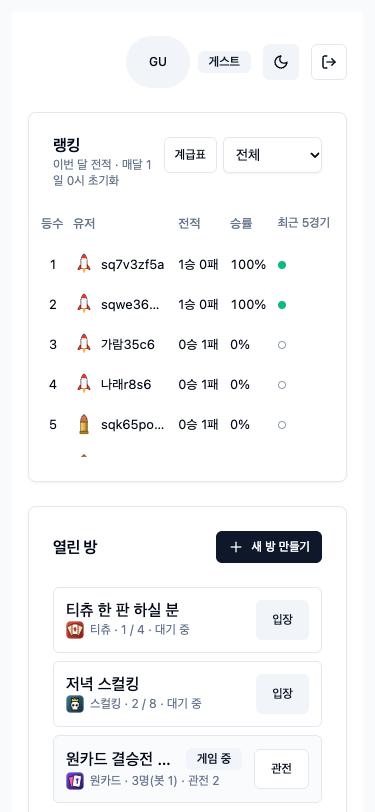 GU 게스트
랭킹
이번 달 전적 · 매달 1
일 0시 초기화
계급표 전체
등수 유저 전적 승률 최근 5경기
1 sq7v3zf5a 1승 0패 100%
2 sqwe36... 1승 0패 100%
3 가람35c6 0승 1패 0%
4 나래r8s6 0승 1패 0%
5 sqk65po... 0승 1패 0%
열린 방 + 새 방 만들기
티츄 한 판 하실 분
티츄 · 1 / 4 · 대기 중
입장
저녁 스컬킹
스컬킹 · 2 / 8 · 대기 중
입장
원카드 결승전 ... 게임 중
원카드 · 3명(봇 1) · 관전 2
관전